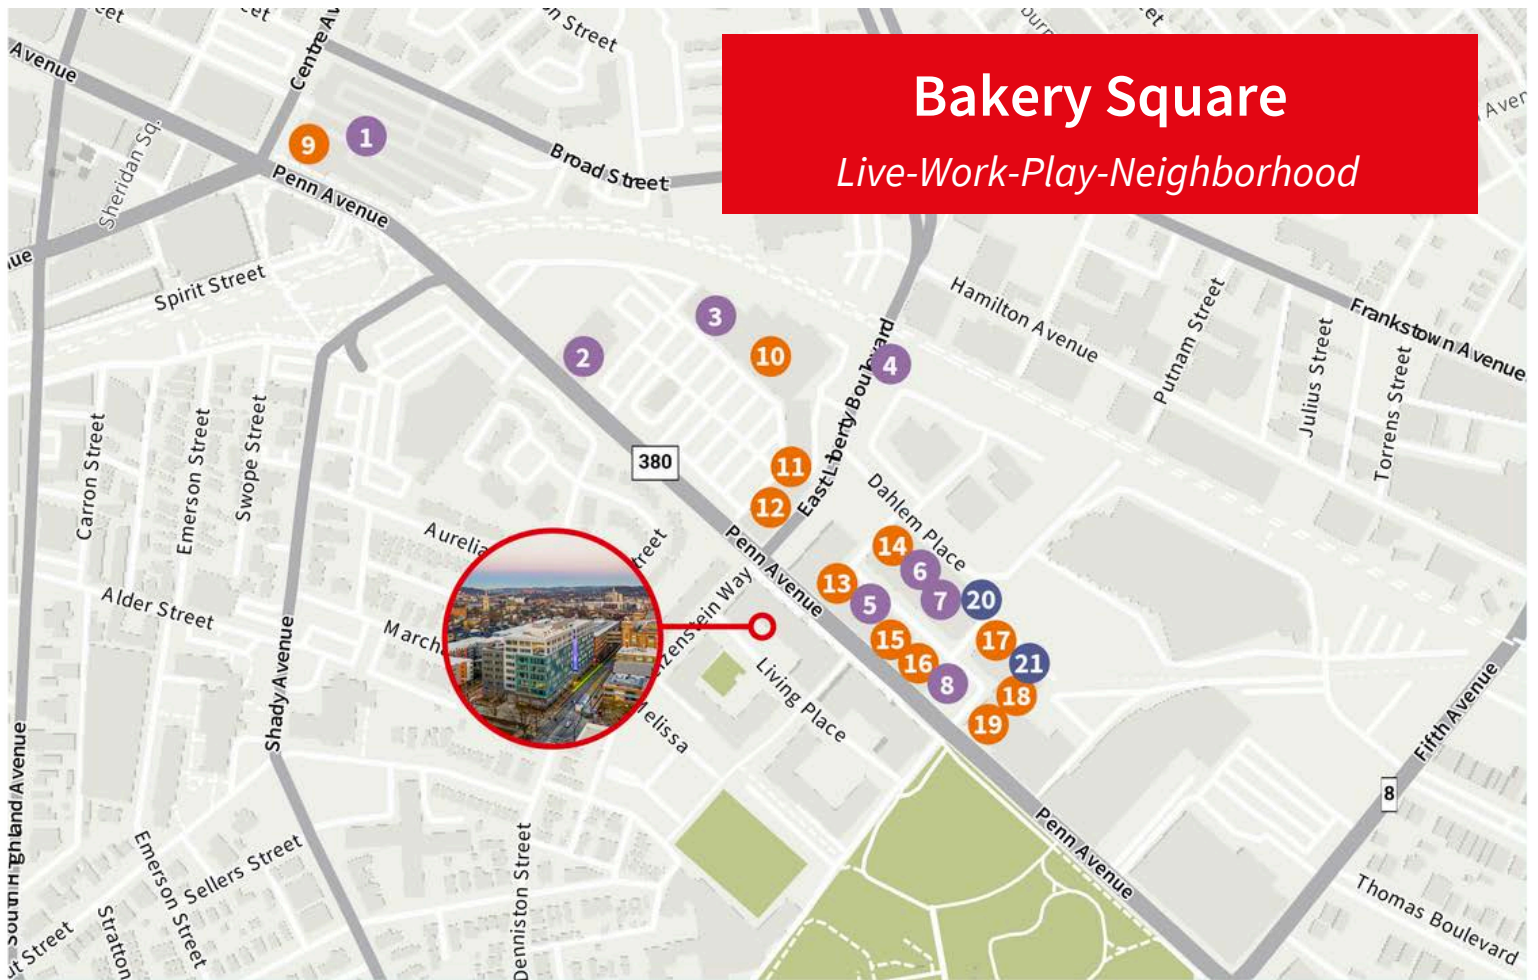 Bakery Square
Live-Work-Play-Neighborhood
Avenue
Centre Av
Street
Sheridan Sq.
9
1
Broad Street
Penn Avenue
Spirit Street
Hamilton Avenue
Putnam Street
Julius Street
Torrens Street
Frankstown Avenue
3
2
10
4
380
11
12
East Liberty Boulevard
Carron Street
Emerson Street
Swope Street
Dahlem Place
Penn Avenue
14
6
13
5
7
20
15
17
16
21
8
18
19
Alder Street
Shady Avenue
Living Place
Melissa
Fifth Avenue
8
Penn Avenue
South Highland Avenue
Emerson Street
Sellers Street
Stratton
Denniston Street
Thomas Boulevard